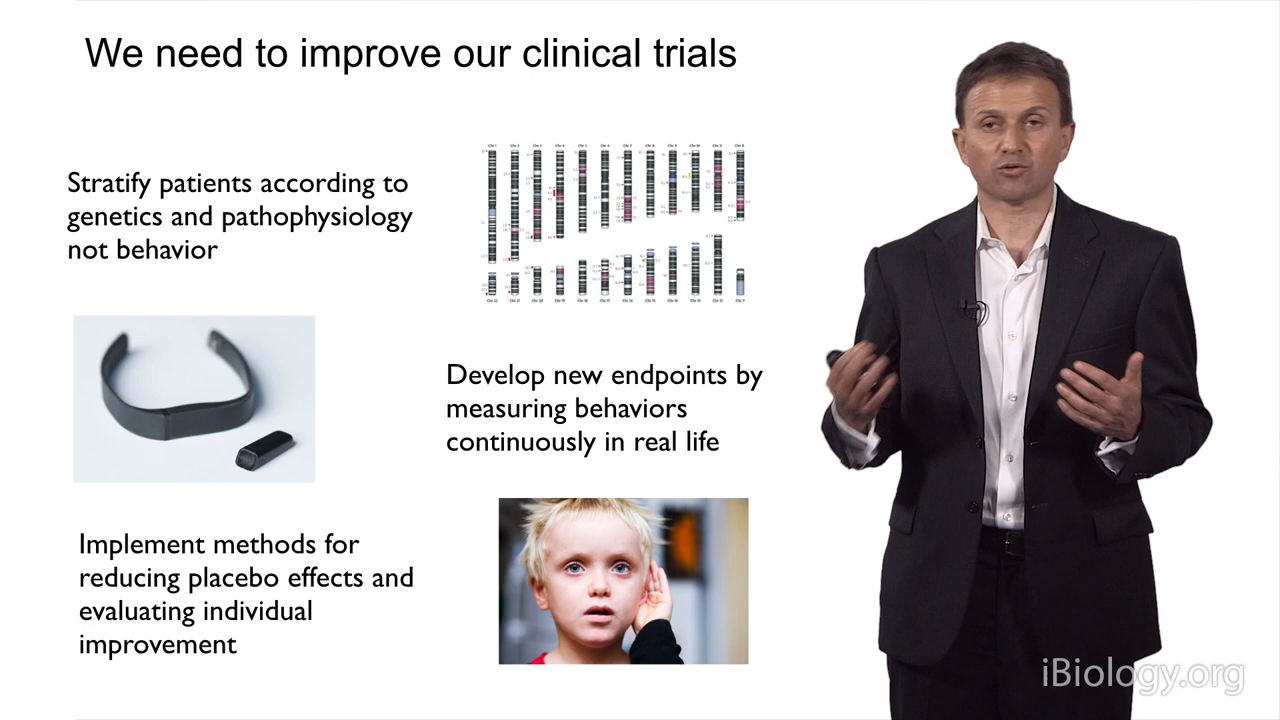 We need to improve our clinical trials
Stratify patients according to
genetics and pathophysiology
not behavior
Develop new endpoints by
measuring behaviors
continuously in real life
Implement methods for
reducing placebo effects and
evaluating individual
improvement
iBiology.org